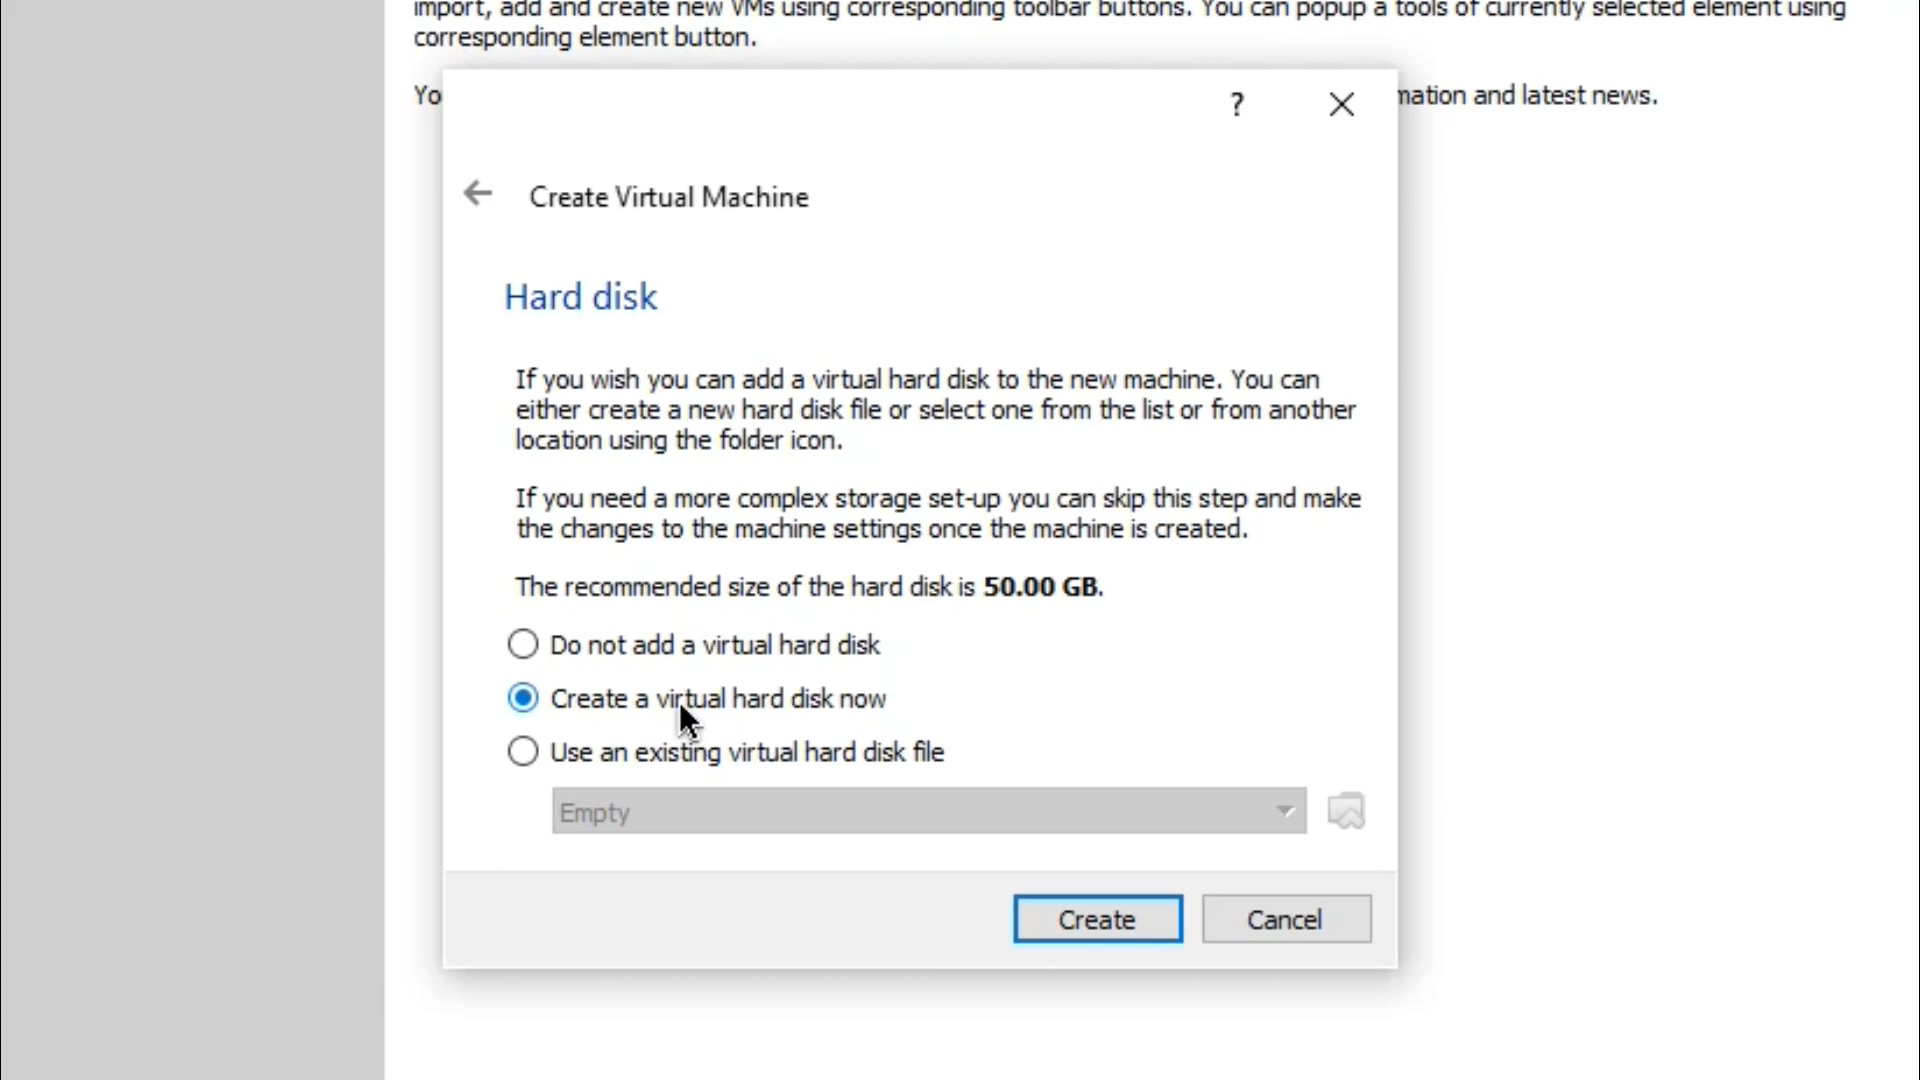 import, add and create new VMs using corresponding toolbar buttons. You can popup a tools of currently selected element using
corresponding element button.
Yo
mation and latest news.
?
Create Virtual Machine
Hard disk
If you wish you can add a virtual hard disk to the new machine. You can
either create a new hard disk file or select one from the list or from another
location using the folder icon.
If you need a more complex storage set-up you can skip this step and make
the changes to the machine settings once the machine is created.
The recommended size of the hard disk is 50.00 GB.
Do not add a virtual hard disk
Create a virtual hard disk now
Use an existing virtual hard disk file
Empty
Create
Cancel